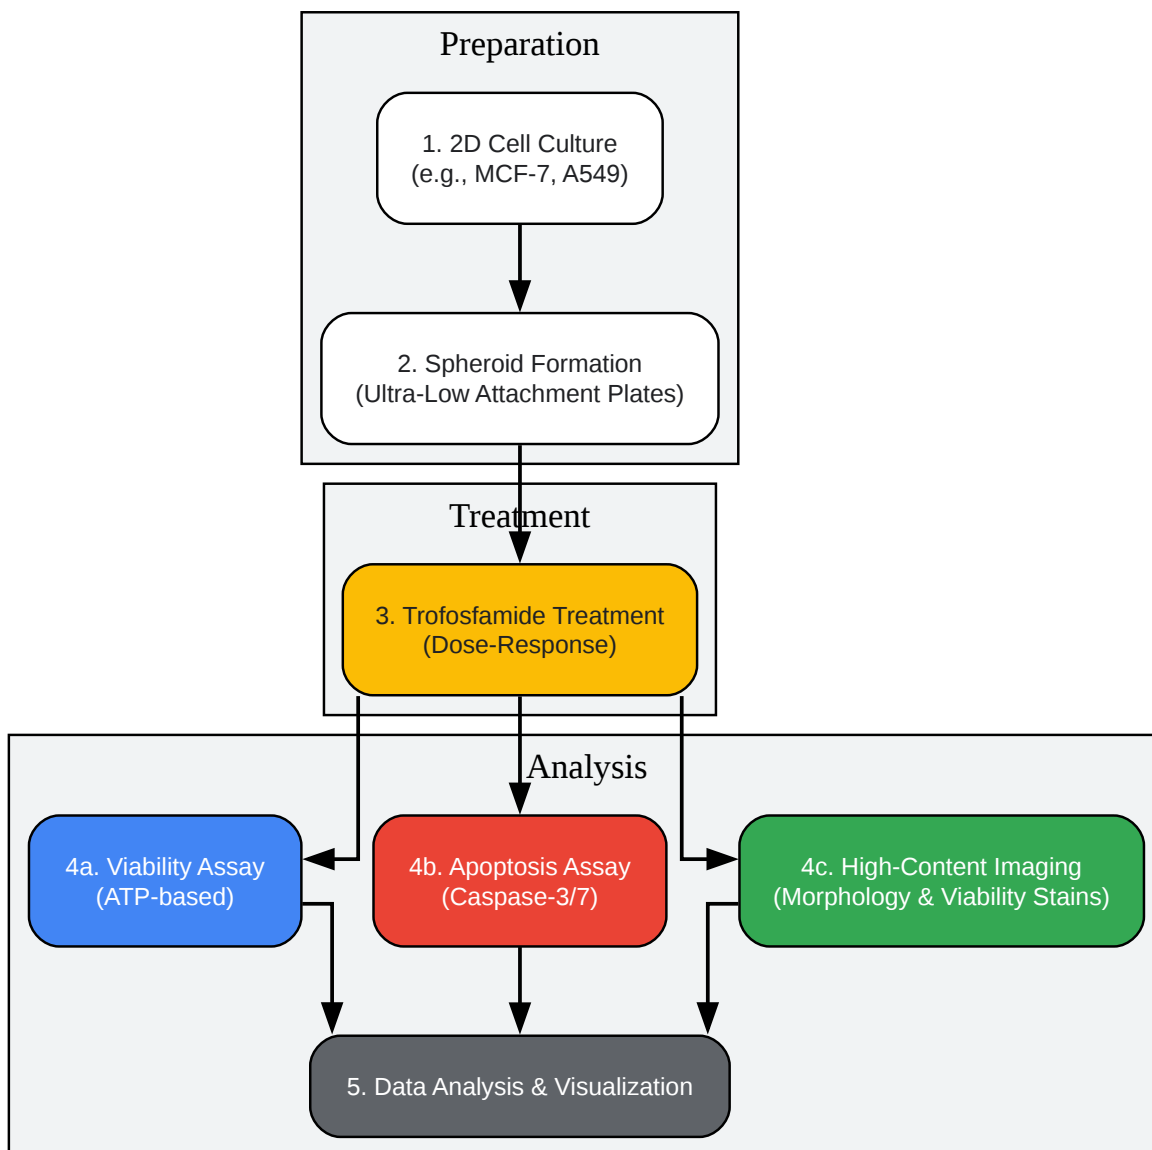 Preparation
1. 2D Cell Culture
(e.g., MCF-7, A549)
2. Spheroid Formation
(Ultra-Low Attachment Plates)
Treatment
3. Trofosfamide Treatment
(Dose-Response)
Analysis
4a. Viability Assay
(ATP-based)
4b. Apoptosis Assay
(Caspase-3/7)
4c. High-Content Imaging
(Morphology & Viability Stains)
5. Data Analysis & Visualization